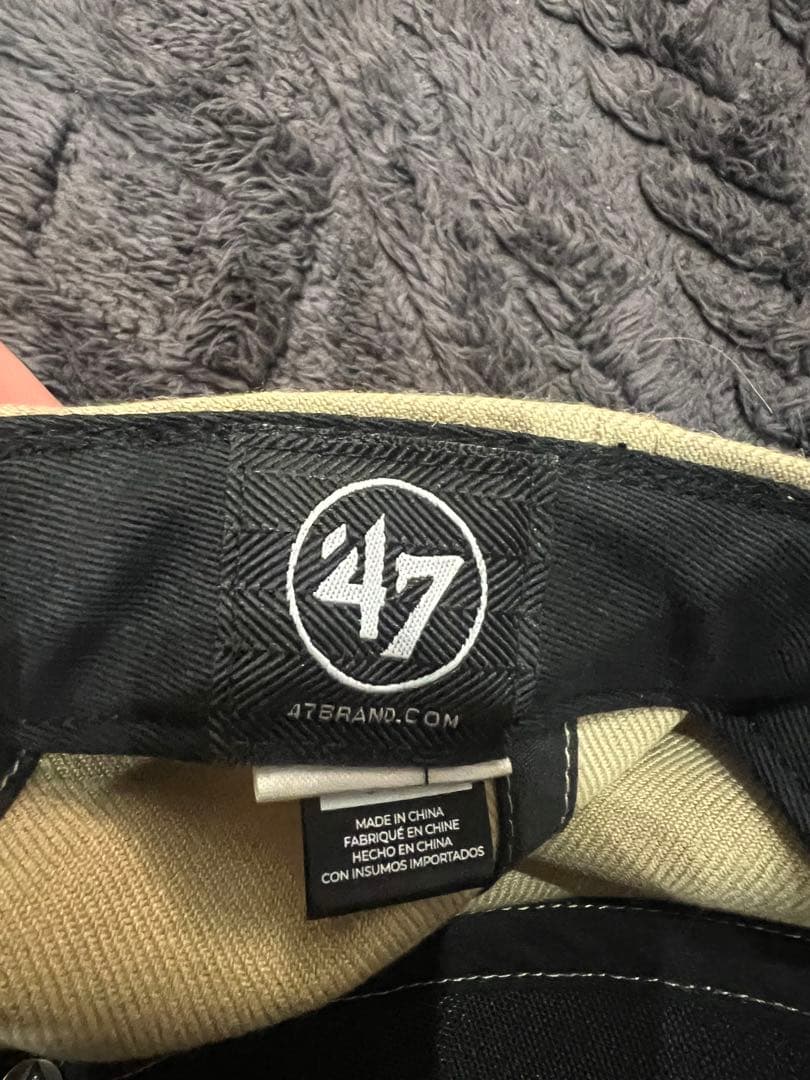 '47
47BRAND.COM
MADE IN CHINA
FABRIQUÉ EN CHINE
HECHO EN CHINA
CON INSUMOS IMPORTADOS